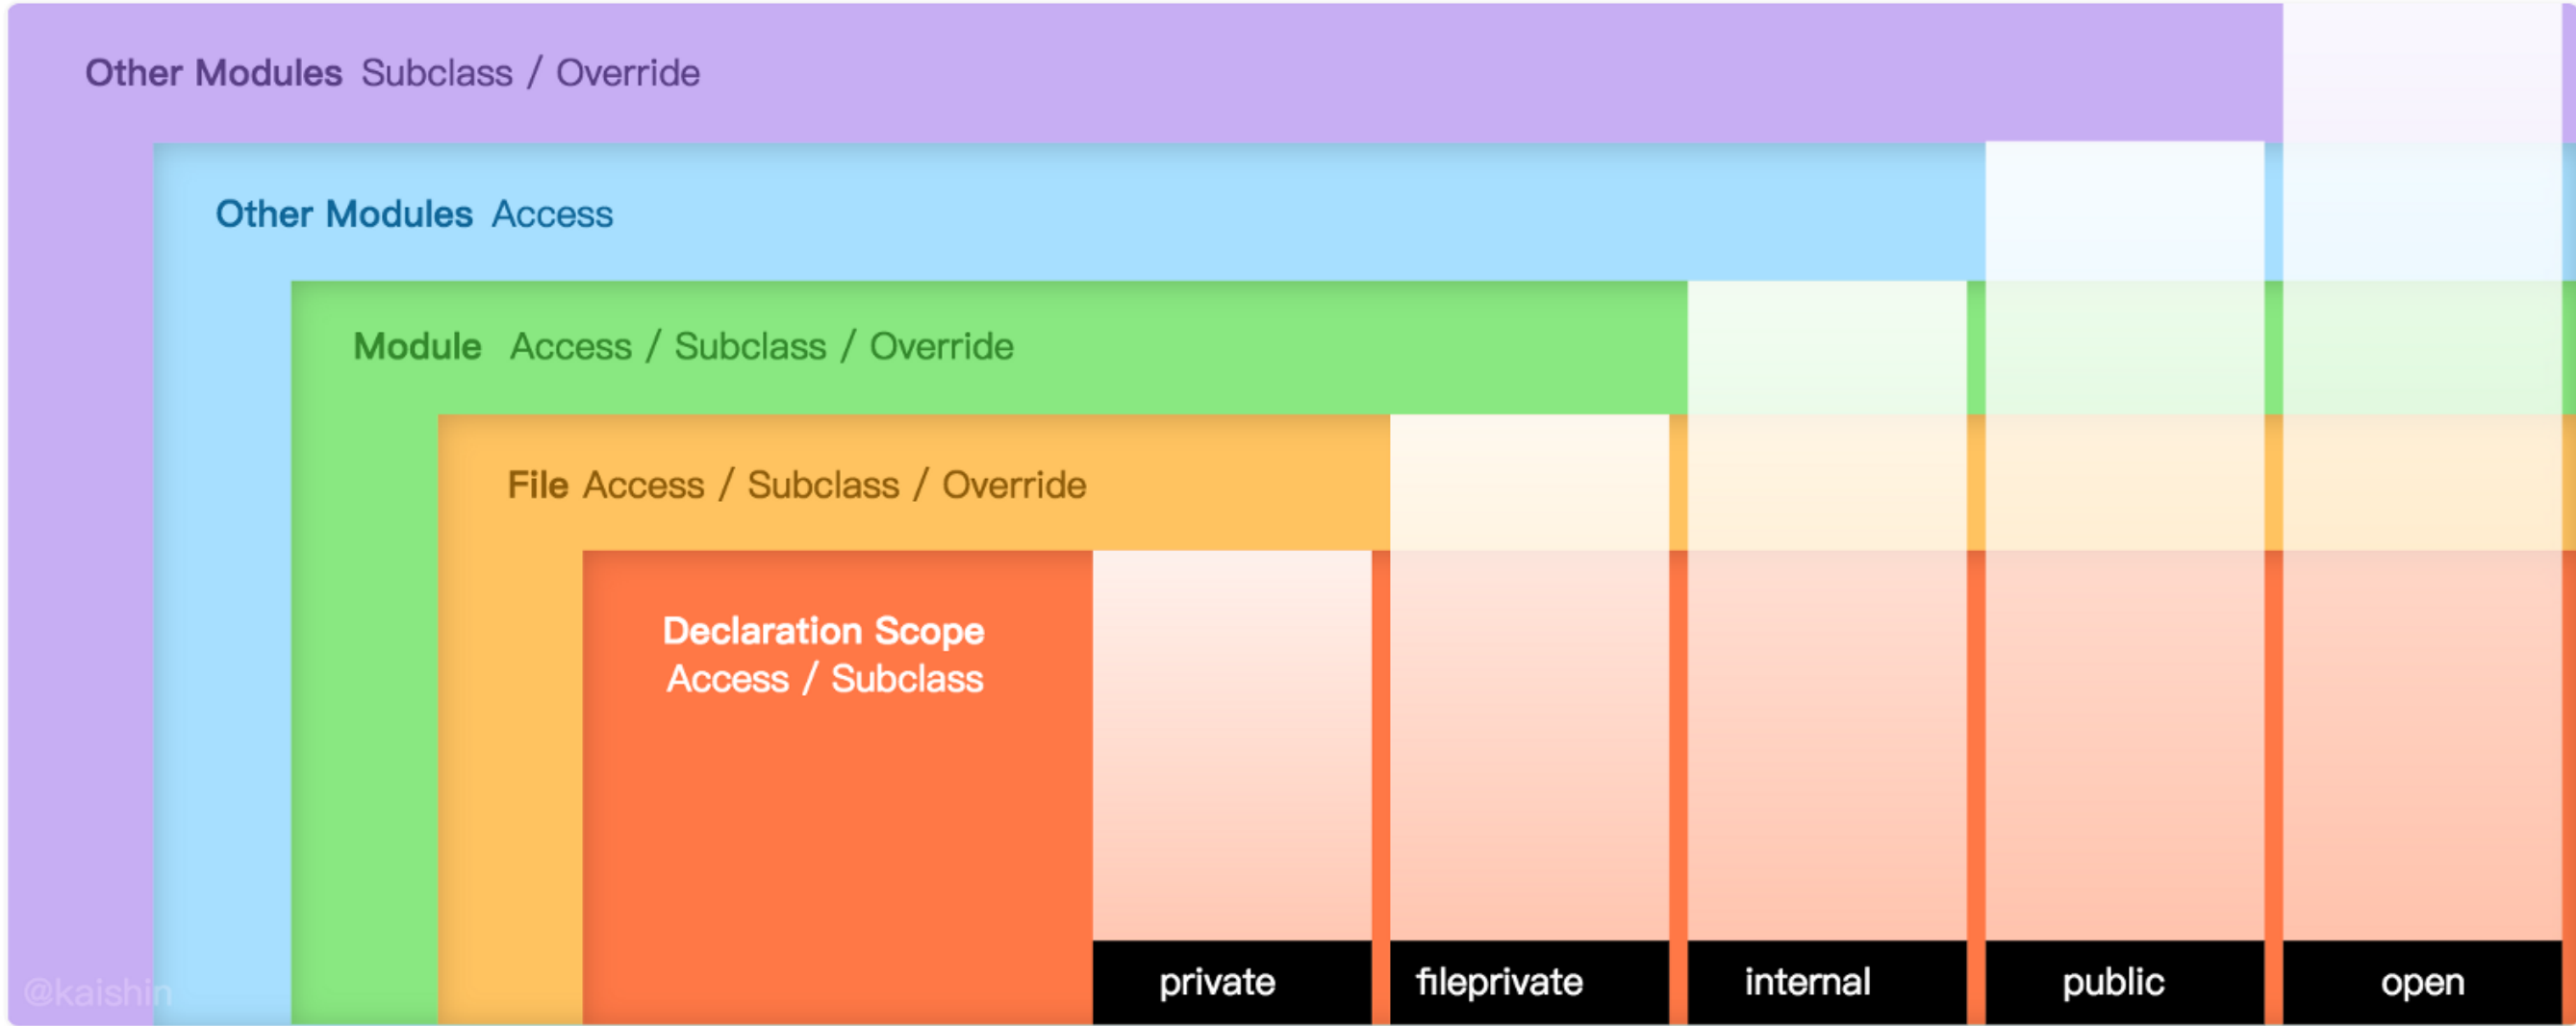 Other Modules Subclass / Override
Other Modules Access
Module Access / Subclass / Override
File Access / Subclass / Override
Declaration Scope
Access / Subclass
private fileprivate internal public open
@kaishin